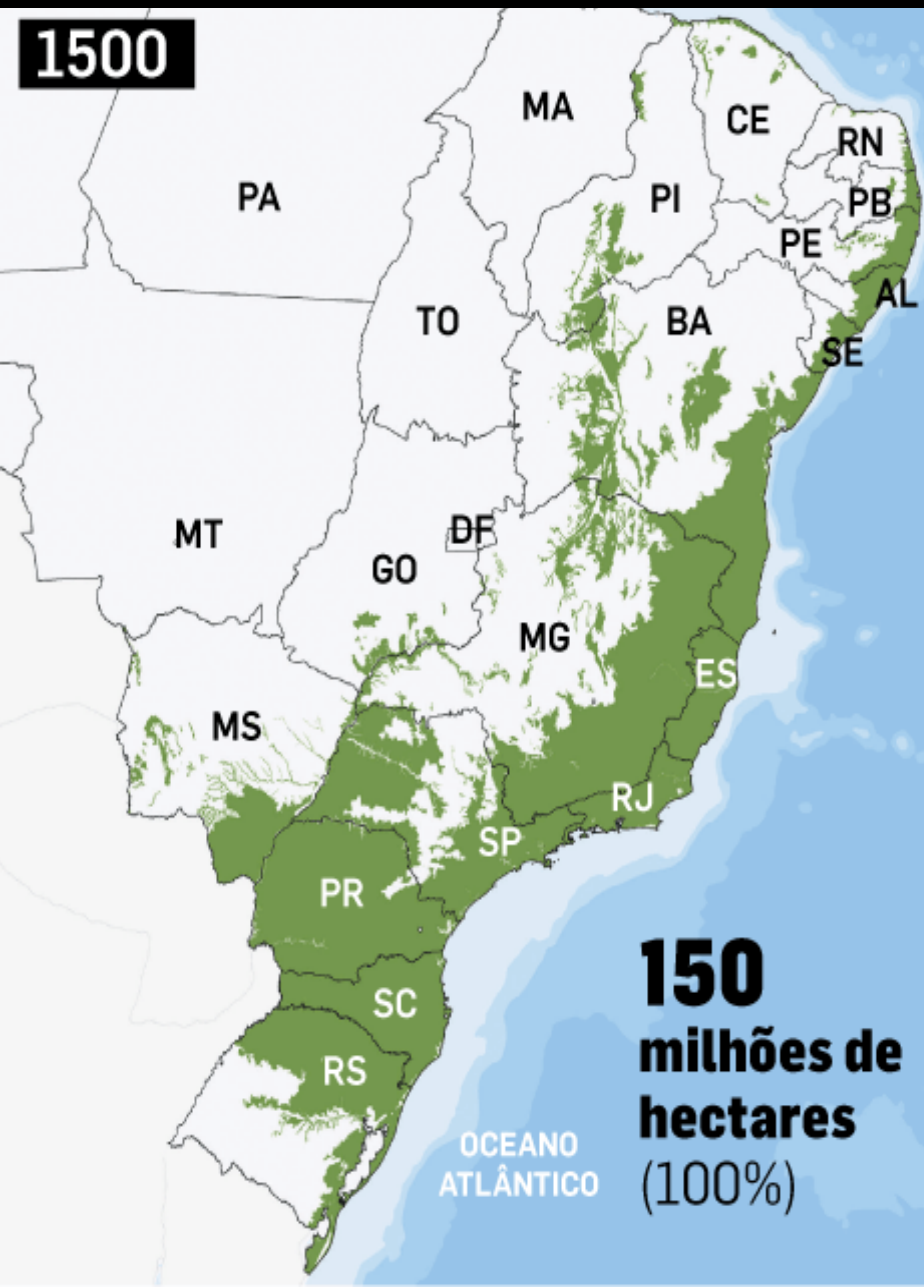 1500
MA
CE
RN
PA
PI
PB
PE
AL
TO
BA
SE
MT
DF
GO
MG
ES
MS
RJ
SP
PR
SC
RS
150
milhões de
hectares
(100%)
OCEANO
ATLÂNTICO